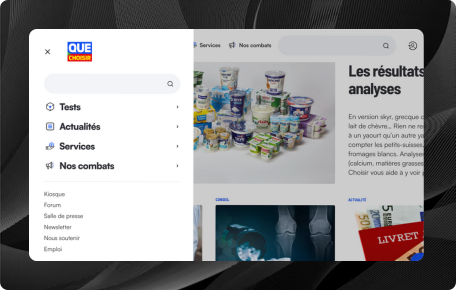 QUE
CHOISIR
Tests
Actualités
Services
Nos combats
Kiosque
Forum
Salle de presse
Newsletter
Nous soutenir
Emploi
Services
Nos combats
Les résultats
analyses
En version skyr, grecque
lait de chèvre… Rien ne res
à un yaourt qu'un autre ya
compter les petits-suisses,
fromages blancs. Analyses
(calcium, matières grasses
Choisir vous aide à y voir
CONSEIL
ACTUALITÉ
EURO
LIVRET